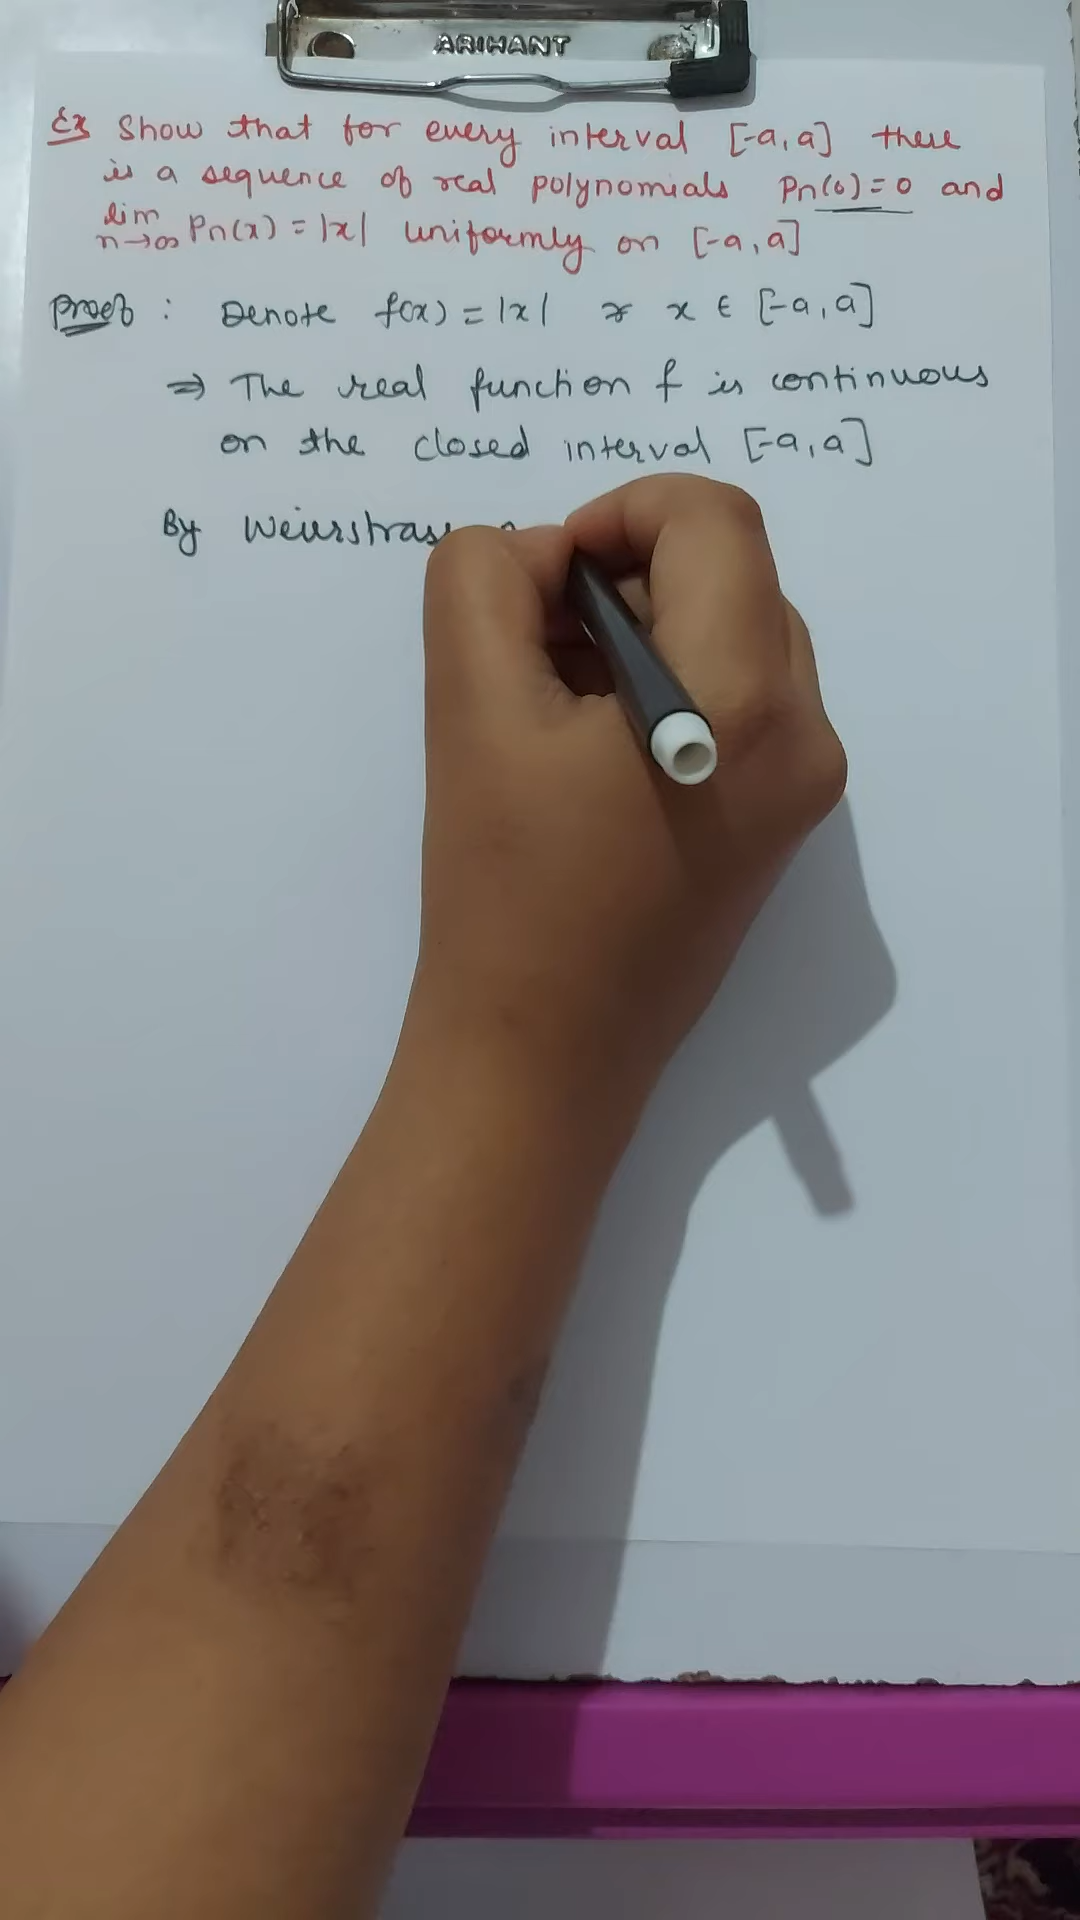 ARIHANT
Ex Show that for every interval [-a, a] there
is a sequence of real polynomials Pn(0) = 0 and
lim n→∞ Pn(x) = |x| uniformly on [-a, a]
Proof : Denote f(x) = |x| & x ∈ [-a, a]
⇒ The real function f is continuous
on the closed interval [-a, a]
By Weierstrass